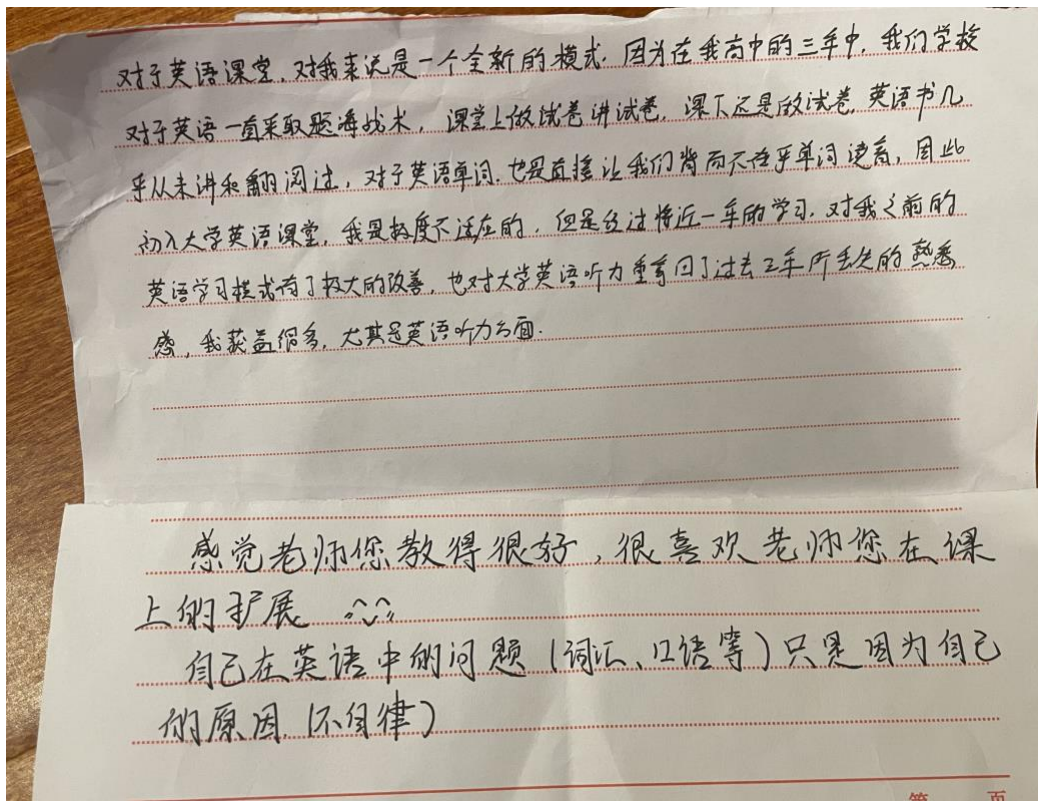 对于英语课堂,对我来说是一个全新的模式.因为在我高中的三年中,我们学校
对于英语一直采取题海战术,课堂上做试卷讲试卷,课下还是做试卷,英语书几
乎从未讲和翻阅过,对于英语单词,也是直接让我们背而不在乎单词读音,因此
初入大学英语课堂,我是极度不适应的,但是经过将近一年的学习,对我之前的
英语学习模式有了极大的改善,也对大学英语听力重拾回了过去三年所丢失的熟悉
感,我获益很多,尤其是英语听力方面.
感觉老师您教得很好,很喜欢老师您在课
上的扩展 ^◡^
自己在英语中的问题(词汇、口语等)只是因为自己
的原因.(不自律)
第 页